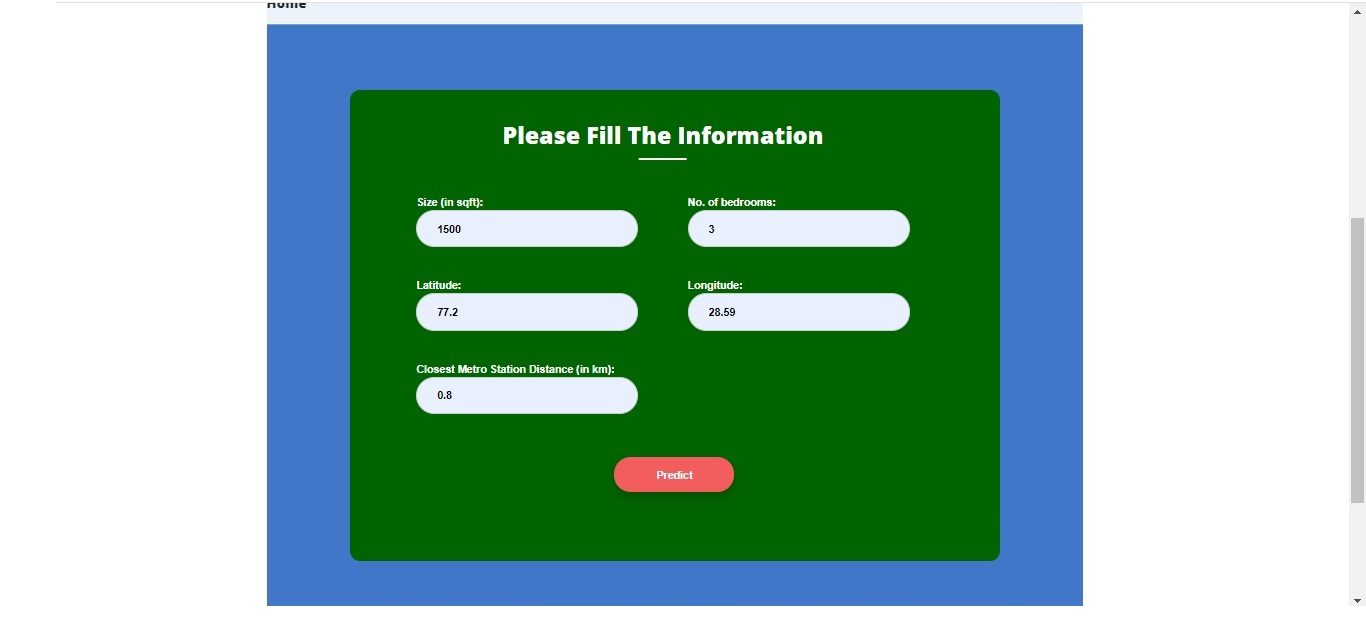 Home
Please Fill The Information
Size (in sqft):
No. of bedrooms:
1500
3
Latitude:
Longitude:
77.2
28.59
Closest Metro Station Distance (in km):
0.8
Predict